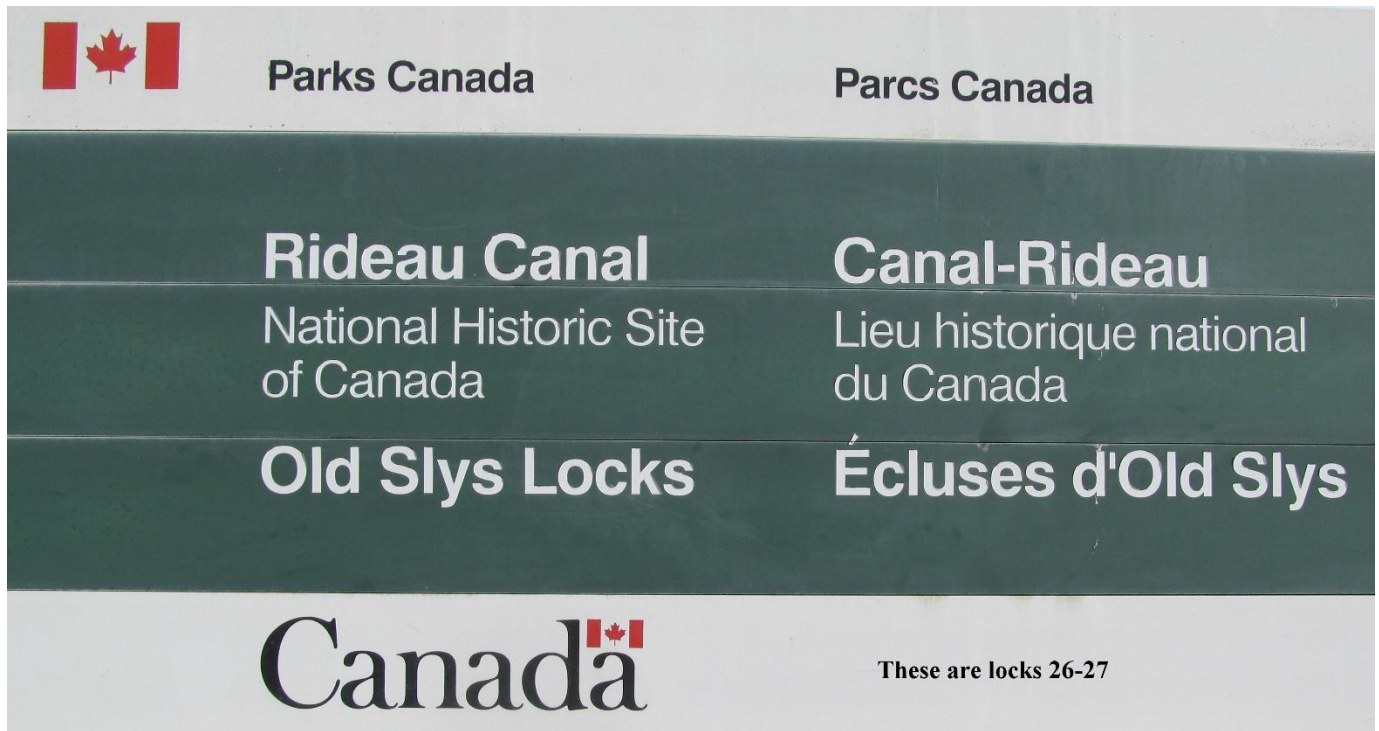 Parks Canada
Parcs Canada
Rideau Canal
National Historic Site
of Canada
Old Slys Locks
Canal-Rideau
Lieu historique national
du Canada
Écluses d'Old Slys
Canada
These are locks 26-27